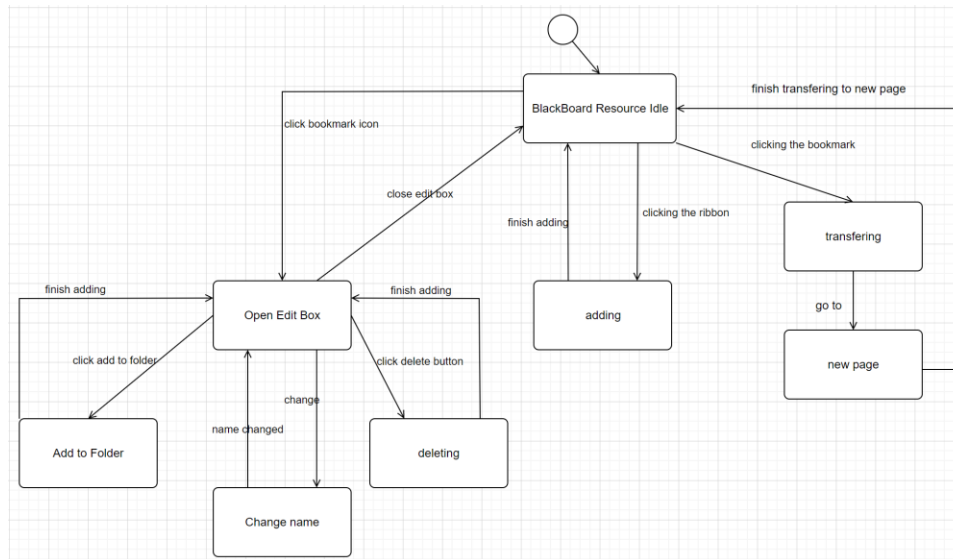 finish transfering to new page
BlackBoard Resource Idle
click bookmark icon
clicking the bookmark
close edit box
clicking the ribbon
finish adding
transfering
finish adding
finish adding
go to
Open Edit Box
adding
click add to folder
click delete button
new page
change
name changed
Add to Folder
deleting
Change name